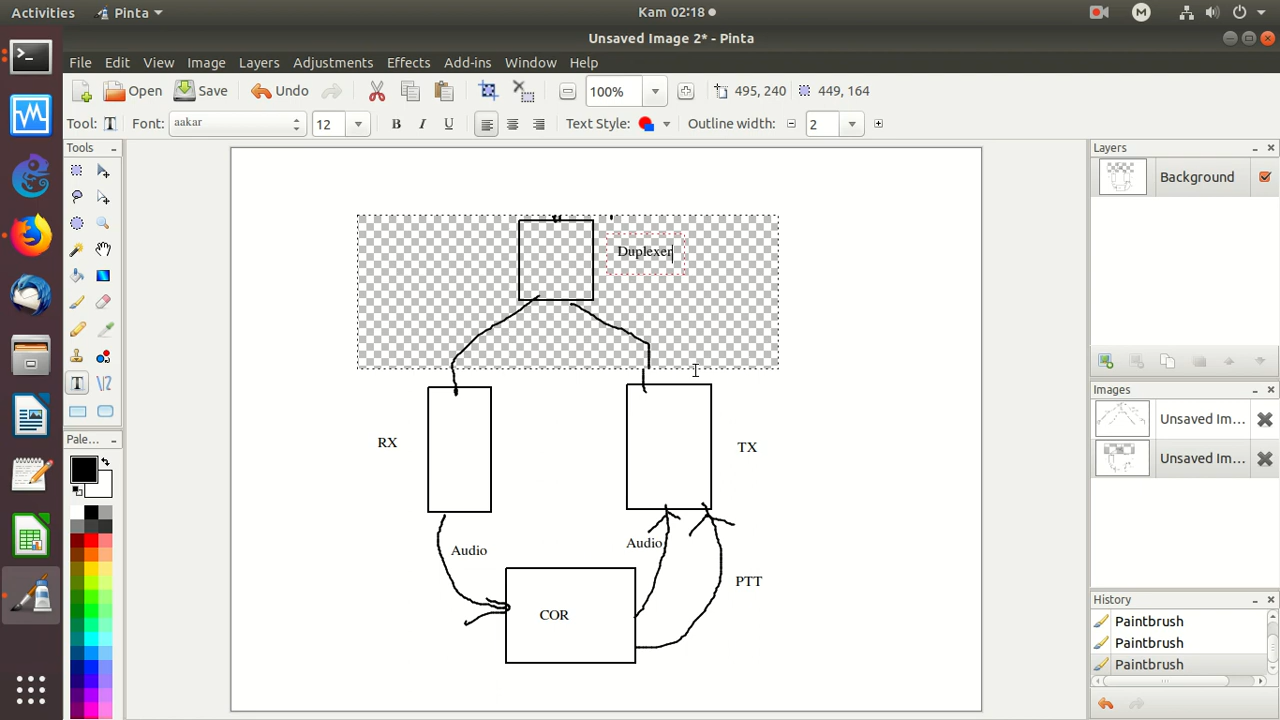 Activities
Pinta
Kam 02:18
M
Unsaved Image 2* - Pinta
File Edit View Image Layers Adjustments Effects Add-ins Window Help
Open Save Undo 100% 495, 240 449, 164
Tool: T Font: aakar 12 B I U Text Style: Outline width: 2
Tools
Layers
Background
Duplexer
Images
Unsaved Im...
Unsaved Im...
RX
TX
Pale...
Audio
Audio
PTT
COR
History
Paintbrush
Paintbrush
Paintbrush